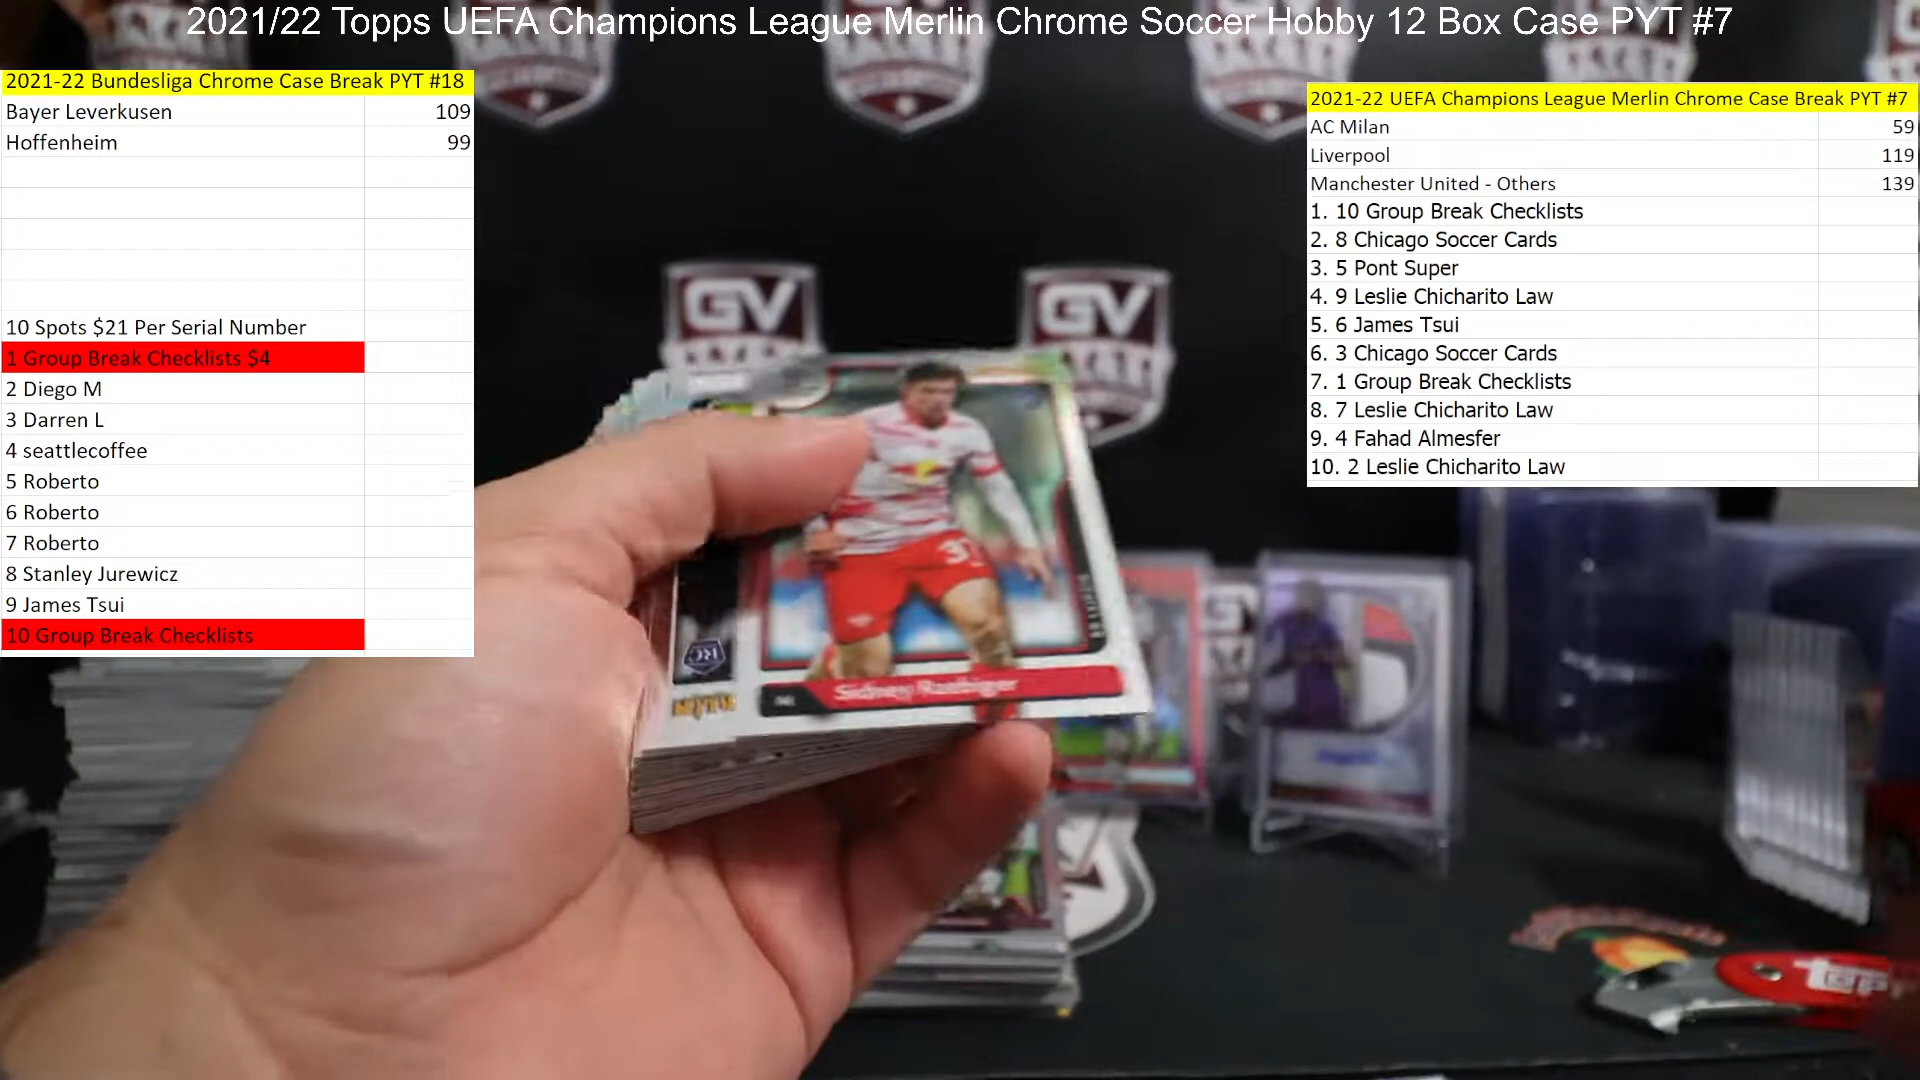 2021/22 Topps UEFA Champions League Merlin Chrome Soccer Hobby 12 Box Case PYT #7
2021-22 Bundesliga Chrome Case Break PYT #18
Bayer Leverkusen 109
Hoffenheim 99
10 Spots $21 Per Serial Number
1 Group Break Checklists $4
2 Diego M
3 Darren L
4 seattlecoffee
5 Roberto
6 Roberto
7 Roberto
8 Stanley Jurewicz
9 James Tsui
10 Group Break Checklists
2021-22 UEFA Champions League Merlin Chrome Case Break PYT #7
AC Milan 59
Liverpool 119
Manchester United - Others 139
1. 10 Group Break Checklists
2. 8 Chicago Soccer Cards
3. 5 Pont Super
4. 9 Leslie Chicharito Law
5. 6 James Tsui
6. 3 Chicago Soccer Cards
7. 1 Group Break Checklists
8. 7 Leslie Chicharito Law
9. 4 Fahad Almesfer
10. 2 Leslie Chicharito Law
GV
GV
Sidney Raebiger
RC